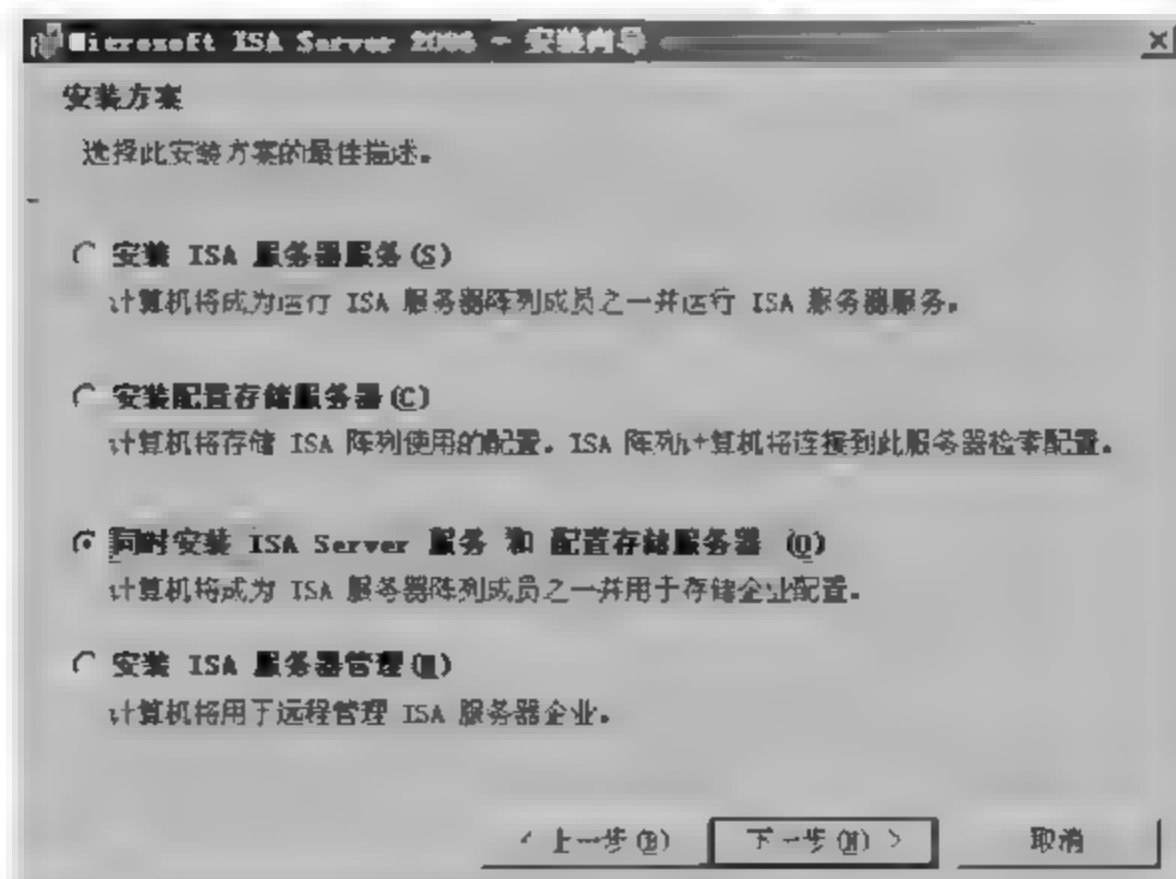 Microsoft ISA Server 2006 - 安装向导
安装方案
选择此安装方案的最佳描述。
安装 ISA 服务器服务(S)
计算机将成为运行 ISA 服务器阵列成员之一并运行 ISA 服务器服务。
安装配置存储服务器(C)
计算机将存储 ISA 阵列使用的配置。ISA 阵列计算机将连接到此服务器检索配置。
同时安装 ISA Server 服务 和 配置存储服务器 (O)
计算机将成为 ISA 服务器阵列成员之一并用于存储企业配置。
安装 ISA 服务器管理(M)
计算机将用于远程管理 ISA 服务器企业。
< 上一步(B) 下一步(N) > 取消